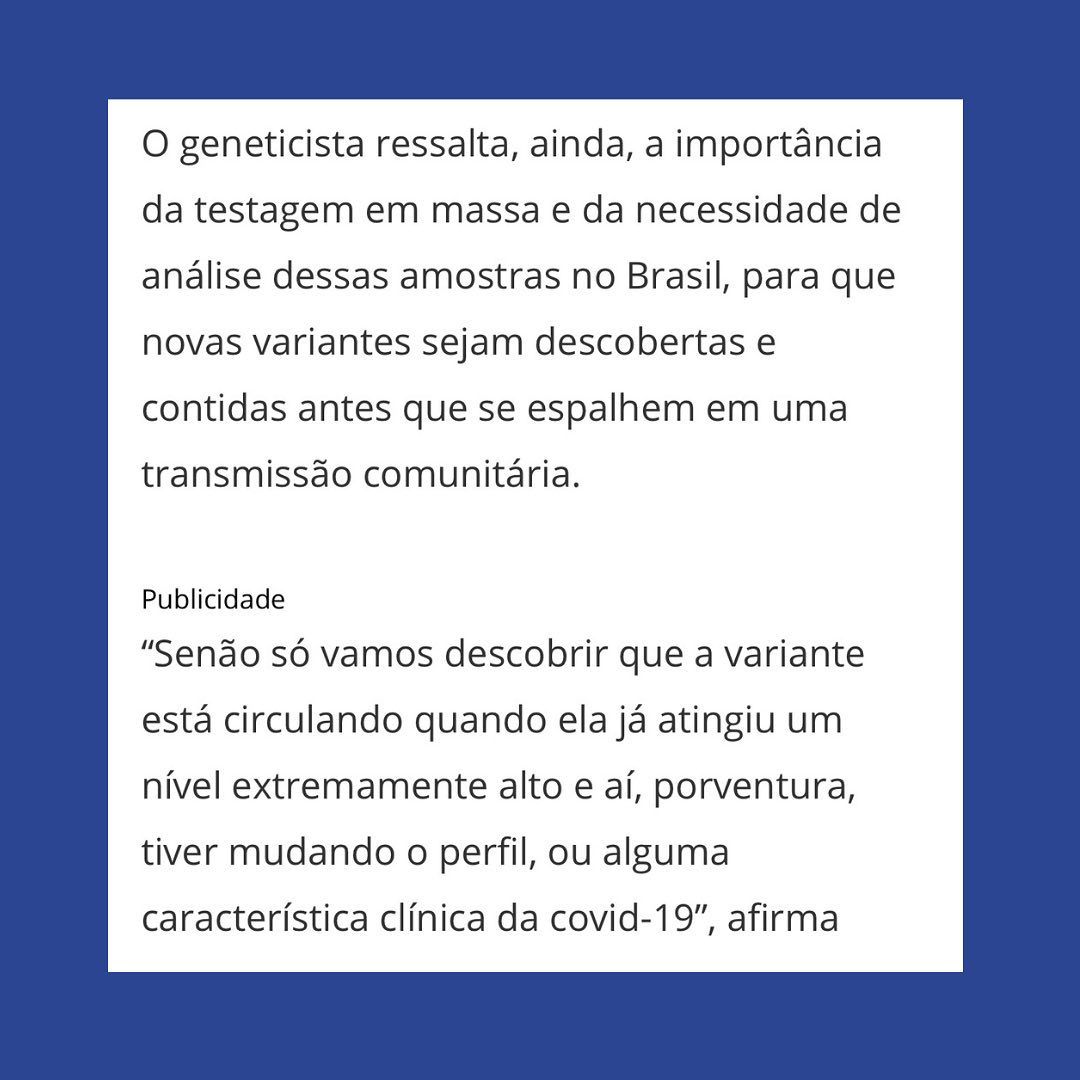 O geneticista ressalta, ainda, a importância
da testagem em massa e da necessidade de
análise dessas amostras no Brasil, para que
novas variantes sejam descobertas e
contidas antes que se espalhem em uma
transmissão comunitária.
Publicidade
“Senão só vamos descobrir que a variante
está circulando quando ela já atingiu um
nível extremamente alto e aí, porventura,
tiver mudando o perfil, ou alguma
característica clínica da covid-19”, afirma